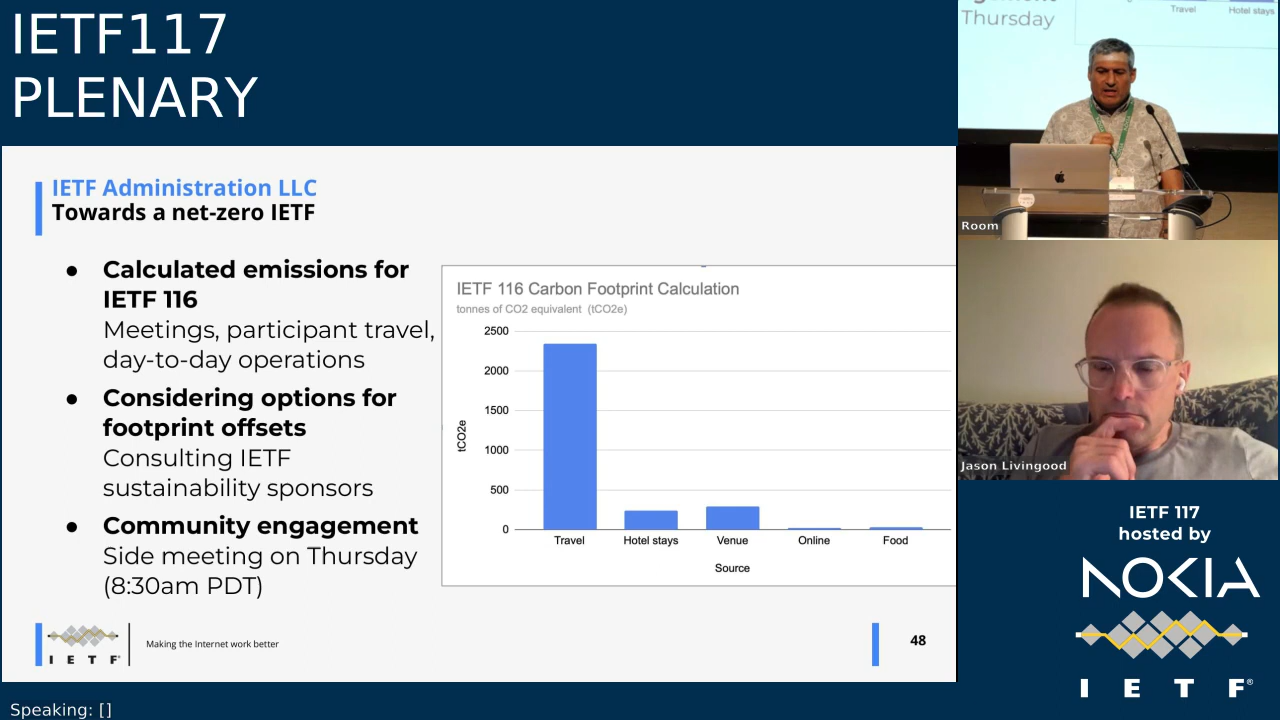 IETF117
PLENARY
IETF Administration LLC
Towards a net-zero IETF
● Calculated emissions for
IETF 116
Meetings, participant travel,
day-to-day operations
● Considering options for
footprint offsets
Consulting IETF
sustainability sponsors
● Community engagement
Side meeting on Thursday
(8:30am PDT)
IETF 116 Carbon Footprint Calculation
tonnes of CO2 equivalent (tCO2e)
2500
2000
1500
1000
500
0
tCO2e
Travel
Hotel stays
Venue
Online
Food
Source
I E T F®
Making the Internet work better
48
Thursday
Travel
Hotel stays
Room
Jason Livingood
IETF 117
hosted by
NOKIA
I E T F®
Speaking: []